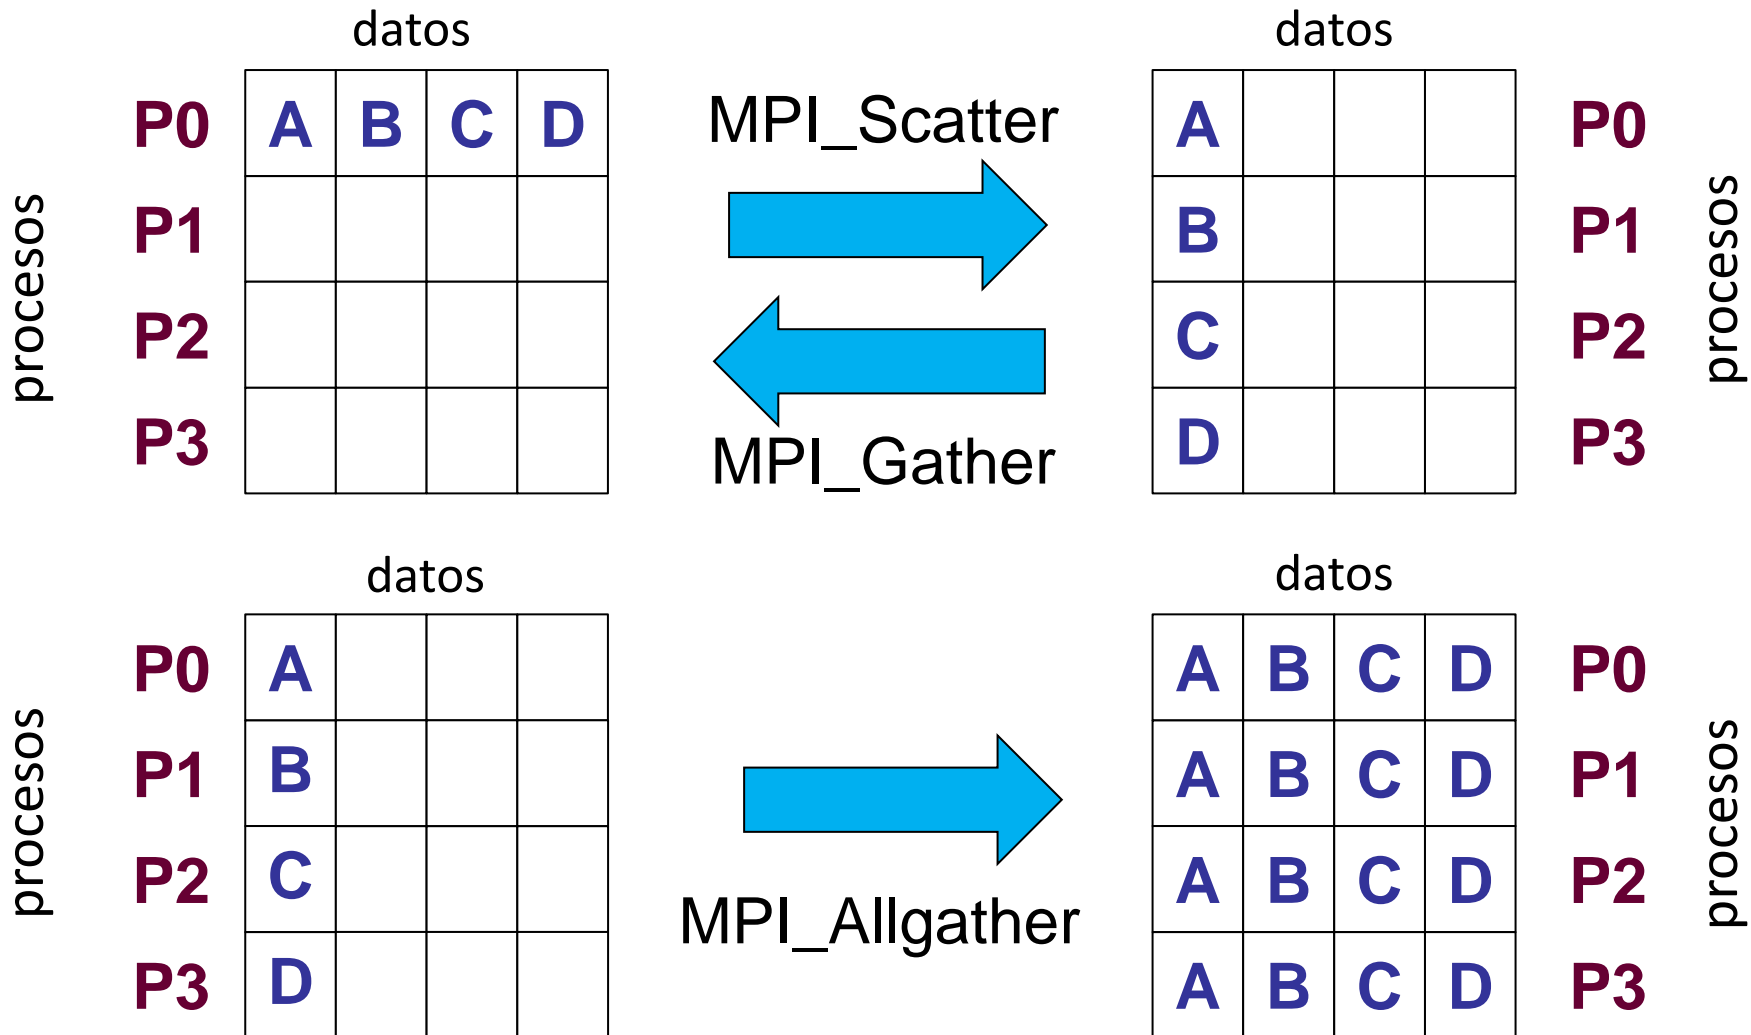 datos datos
P0 A B C D MPI_Scatter A P0
P1 B P1
procesos procesos
P2 C P2
P3 MPI_Gather D P3
datos datos
P0 A A B C D P0
P1 B A B C D P1
procesos procesos
P2 C A B C D P2
MPI_Allgather
P3 D A B C D P3